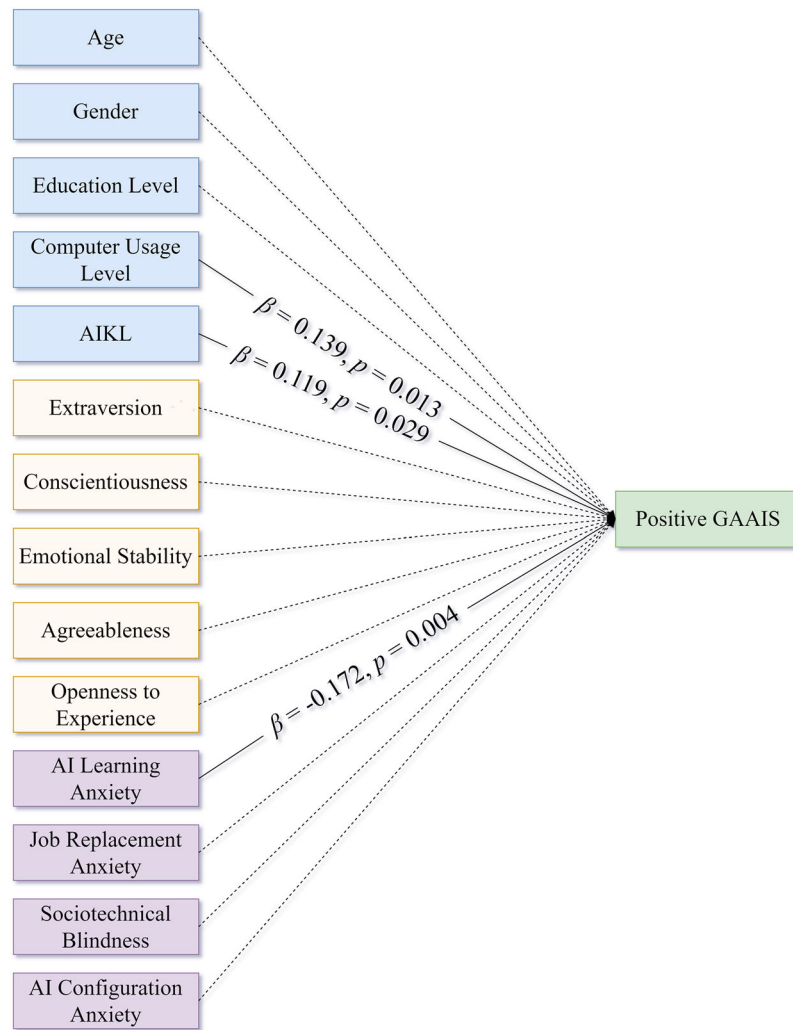 Age
Gender
Education Level
Computer Usage
Level
AIKL
Extraversion
Conscientiousness
Emotional Stability
Agreeableness
Openness to
Experience
AI Learning
Anxiety
Job Replacement
Anxiety
Sociotechnical
Blindness
AI Configuration
Anxiety
β = 0.139, p = 0.013
β = 0.119, p = 0.029
β = -0.172, p = 0.004
Positive GAAIS